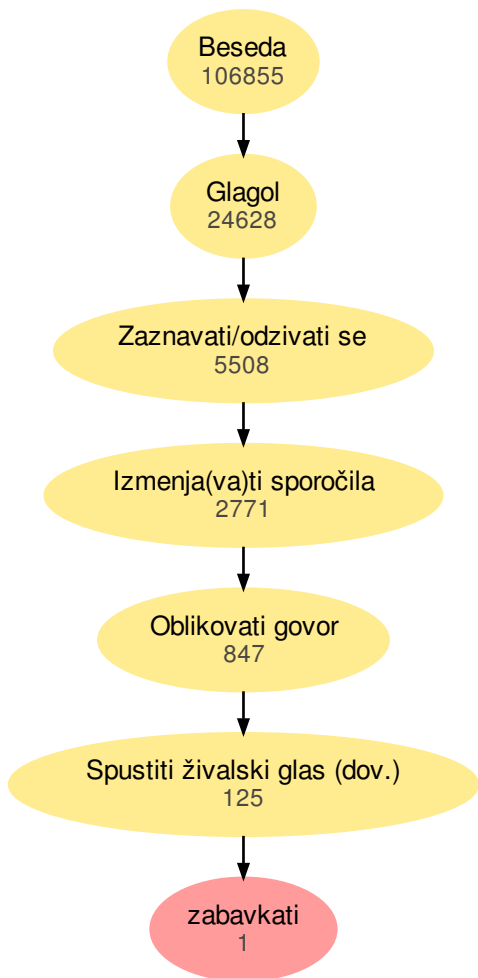 Beseda
106855
Glagol
24628
Zaznavati/odzivati se
5508
Izmenja(va)ti sporočila
2771
Oblikovati govor
847
Spustiti živalski glas (dov.)
125
zabavkati
1